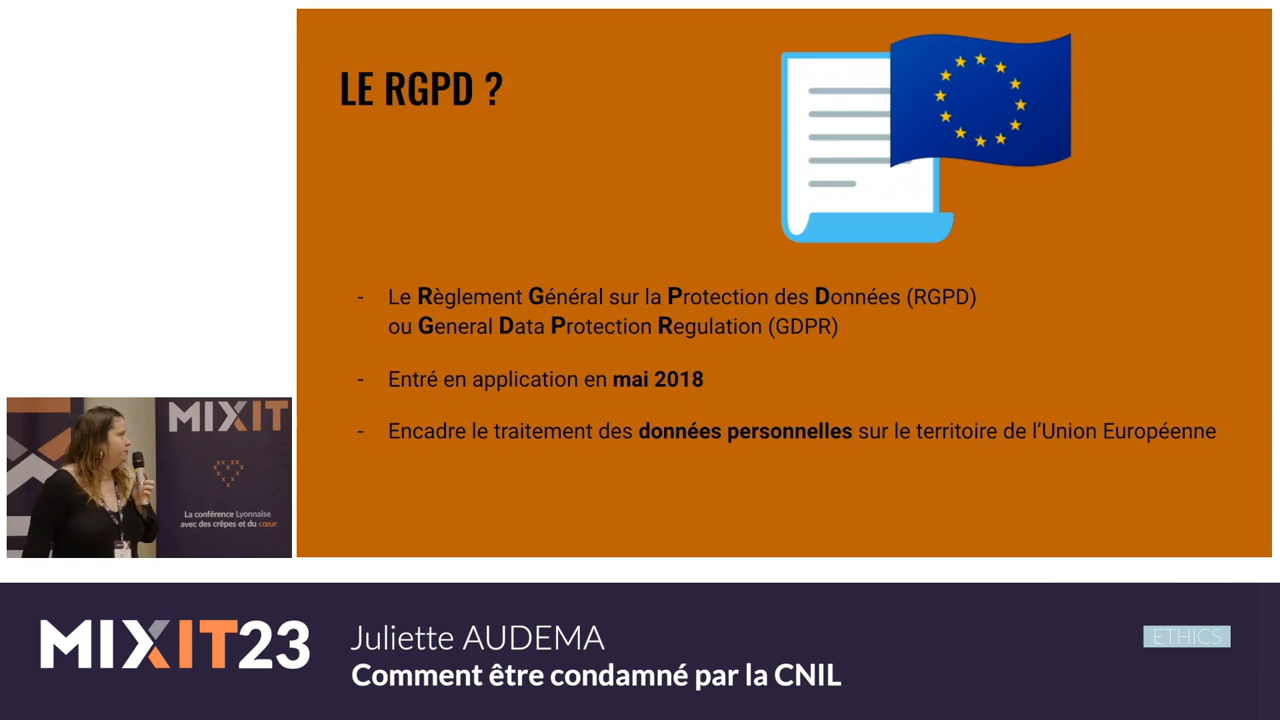 LE RGPD ?
- Le Règlement Général sur la Protection des Données (RGPD)
ou General Data Protection Regulation (GDPR)
- Entré en application en mai 2018
- Encadre le traitement des données personnelles sur le territoire de l'Union Européenne
MIXIT
La conférence Lyonnaise
avec des crêpes et du cœur
MIXIT23
Juliette AUDEMA
Comment être condamné par la CNIL
ETHICS